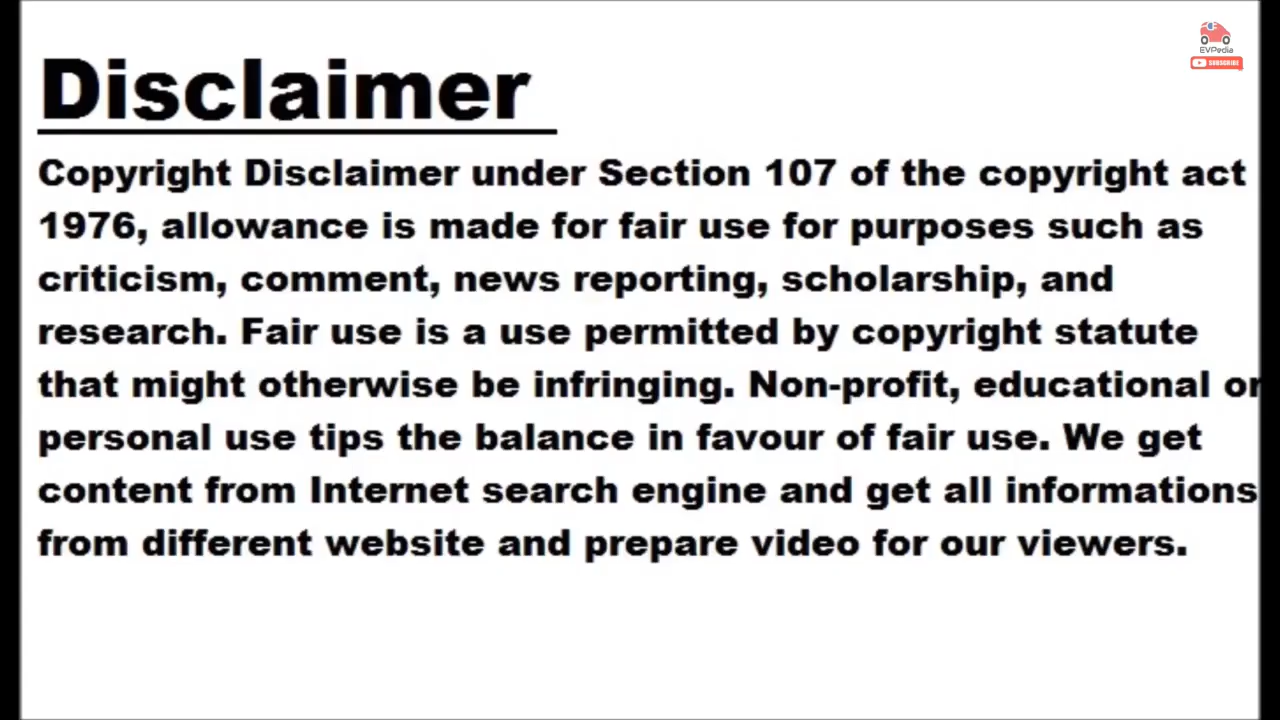 EVPedia
SUBSCRIBE
Disclaimer
Copyright Disclaimer under Section 107 of the copyright act
1976, allowance is made for fair use for purposes such as
criticism, comment, news reporting, scholarship, and
research. Fair use is a use permitted by copyright statute
that might otherwise be infringing. Non-profit, educational or
personal use tips the balance in favour of fair use. We get
content from Internet search engine and get all informations
from different website and prepare video for our viewers.